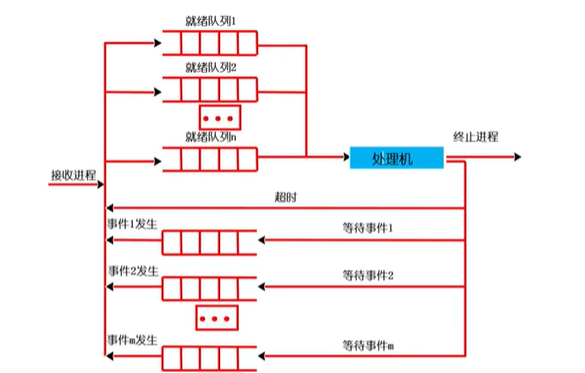 就绪队列1
就绪队列2
就绪队列n
终止进程
处理机
接收进程
超时
事件1发生
等待事件1
事件2发生
等待事件2
事件m发生
等待事件m